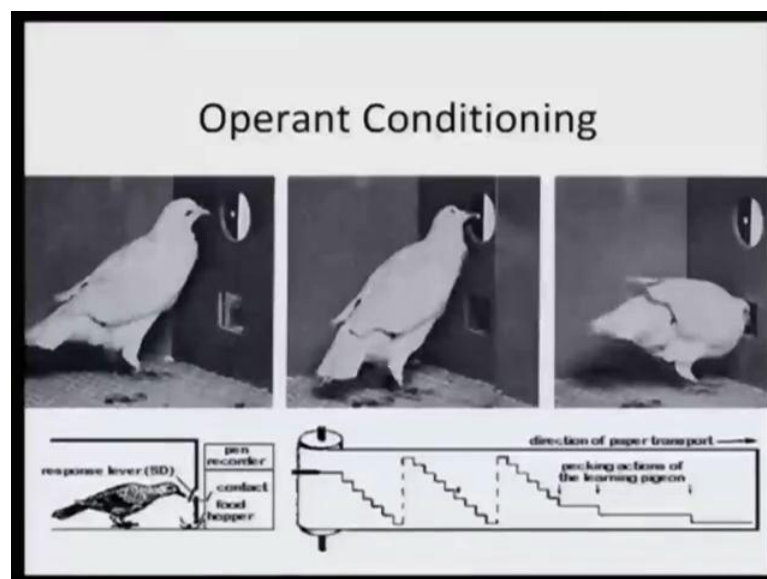 Operant Conditioning
pen
recorder
response lever (SD)
contact
food
hopper
direction of paper transport
pecking actions of
the learning pigeon